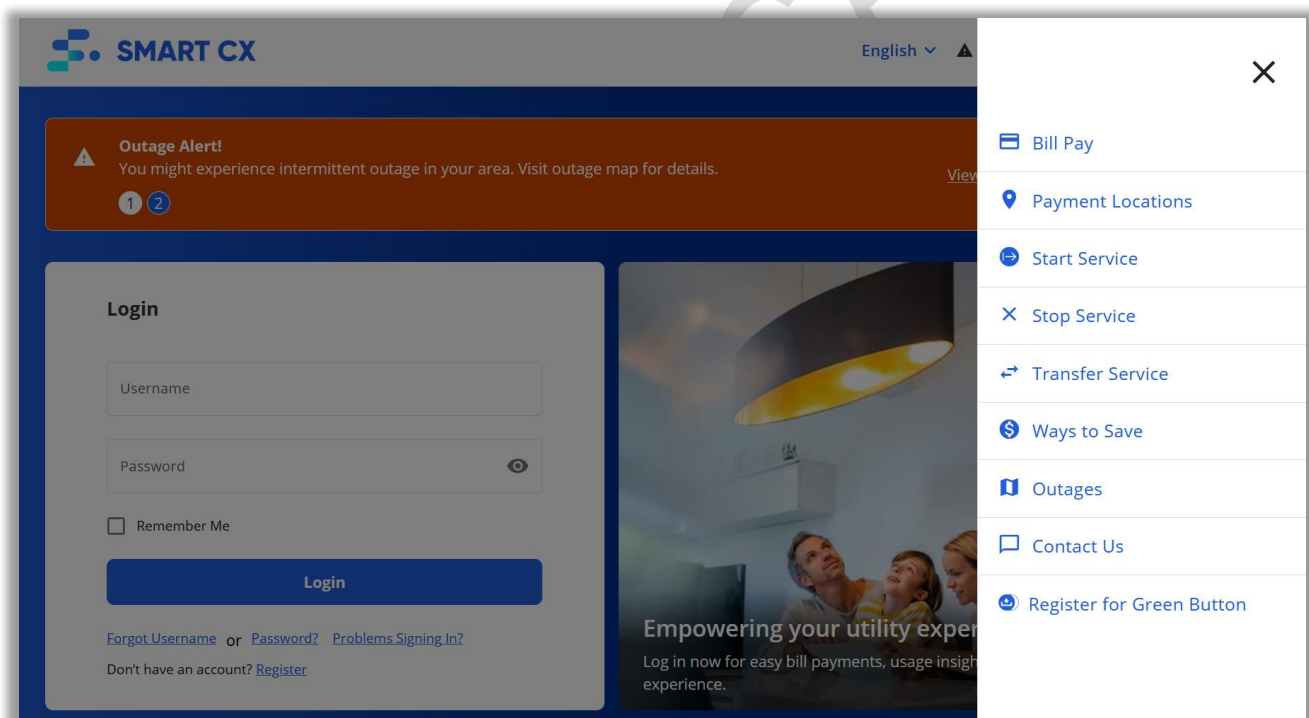 SMART CX
English
Outage Alert!
You might experience intermittent outage in your area. Visit outage map for details.
View
1 2
Login
Username
Password
Remember Me
Login
Forgot Username or Password? Problems Signing In?
Don't have an account? Register
Empowering your utility exper
Log in now for easy bill payments, usage insigh
experience.
Bill Pay
Payment Locations
Start Service
Stop Service
Transfer Service
Ways to Save
Outages
Contact Us
Register for Green Button